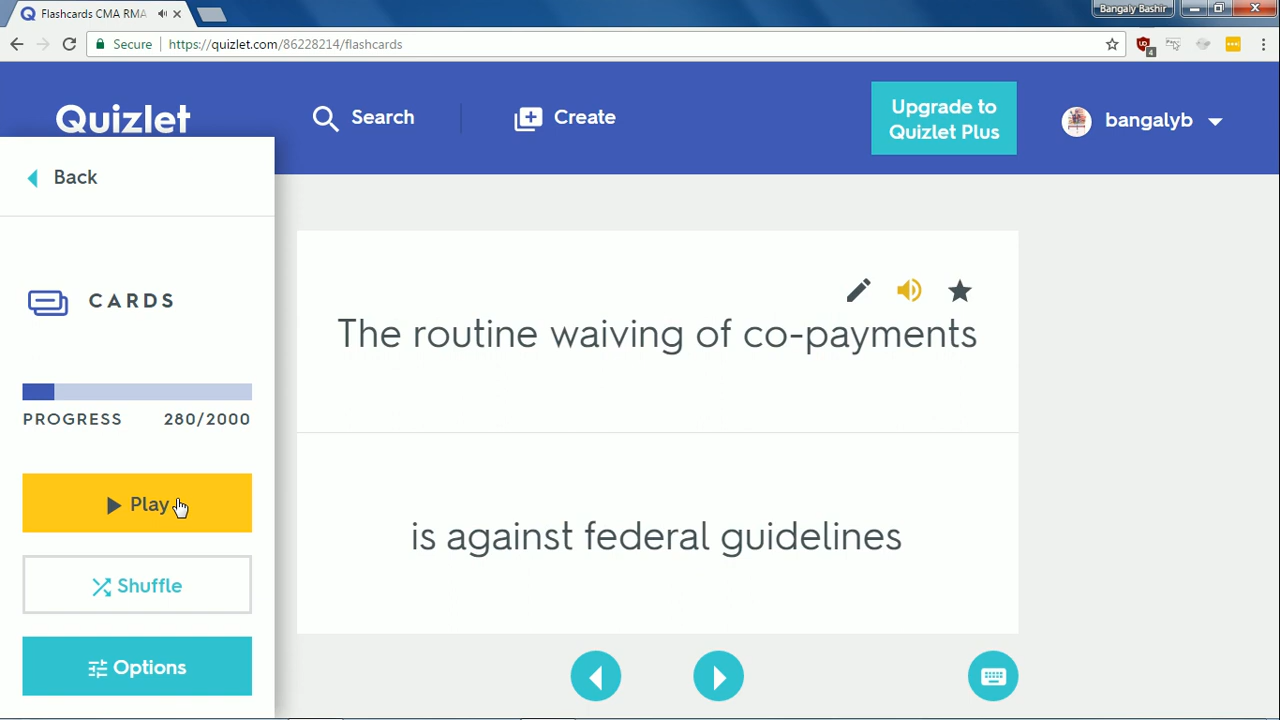 Flashcards CMA RMA
Bangaly Bashir
Secure
https://quizlet.com/86228214/flashcards
4
Quizlet
Search
Create
Upgrade to
Quizlet Plus
bangalyb
Back
CARDS
PROGRESS 280/2000
Play
Shuffle
Options
The routine waiving of co-payments
is against federal guidelines